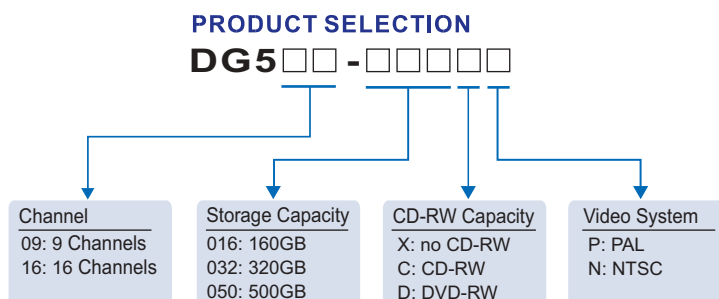 PRODUCT SELECTION
DG5□□-□□□□□
Channel
09: 9 Channels
16: 16 Channels
Storage Capacity
016: 160GB
032: 320GB
050: 500GB
CD-RW Capacity
X: no CD-RW
C: CD-RW
D: DVD-RW
Video System
P: PAL
N: NTSC